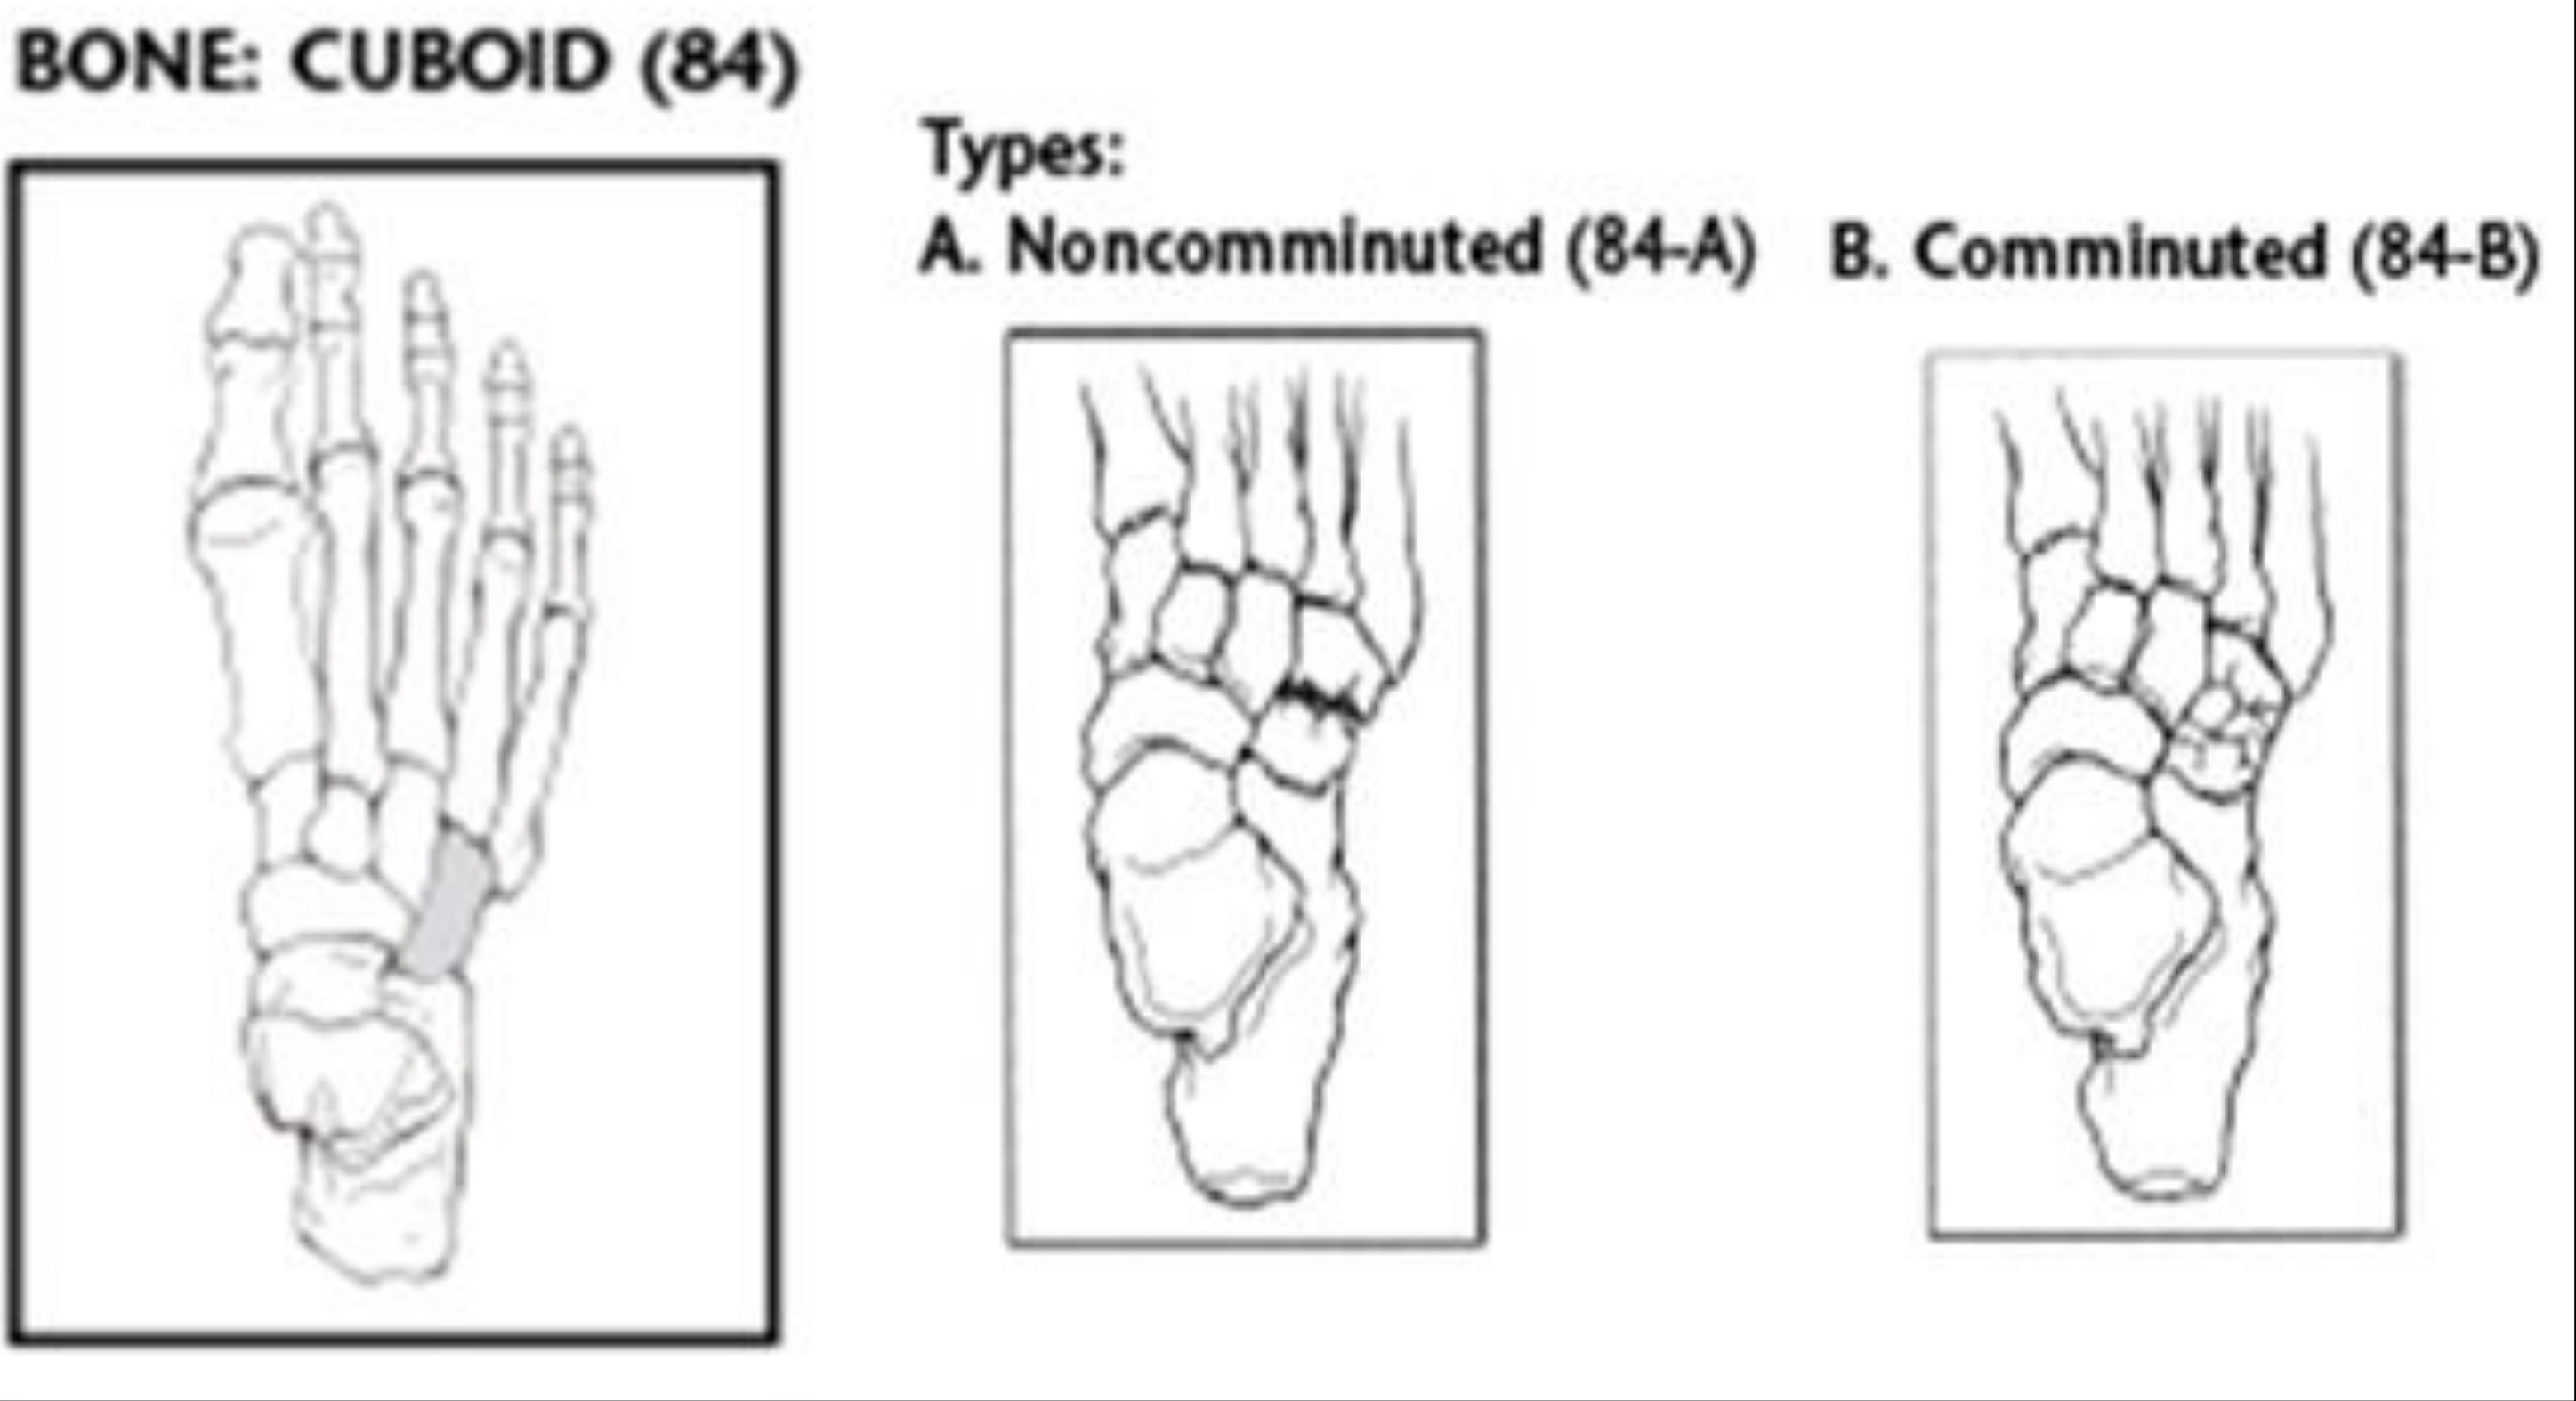 BONE: CUBOID (84)
Types:
A. Noncomminuted (84-A)
B. Comminuted (84-B)